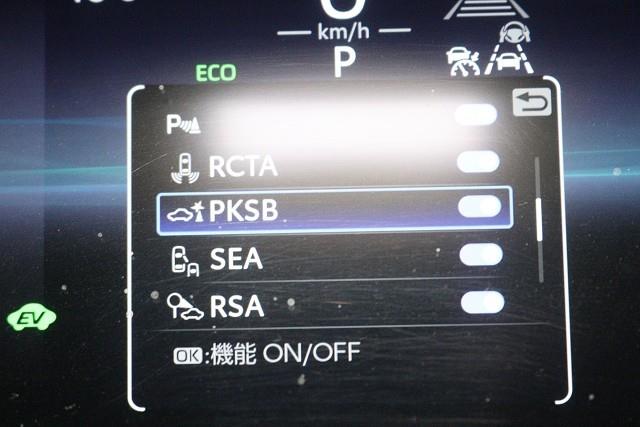 km/h
P
ECO
P
RCTA
PKSB
SEA
RSA
OK:機能 ON/OFF
EV